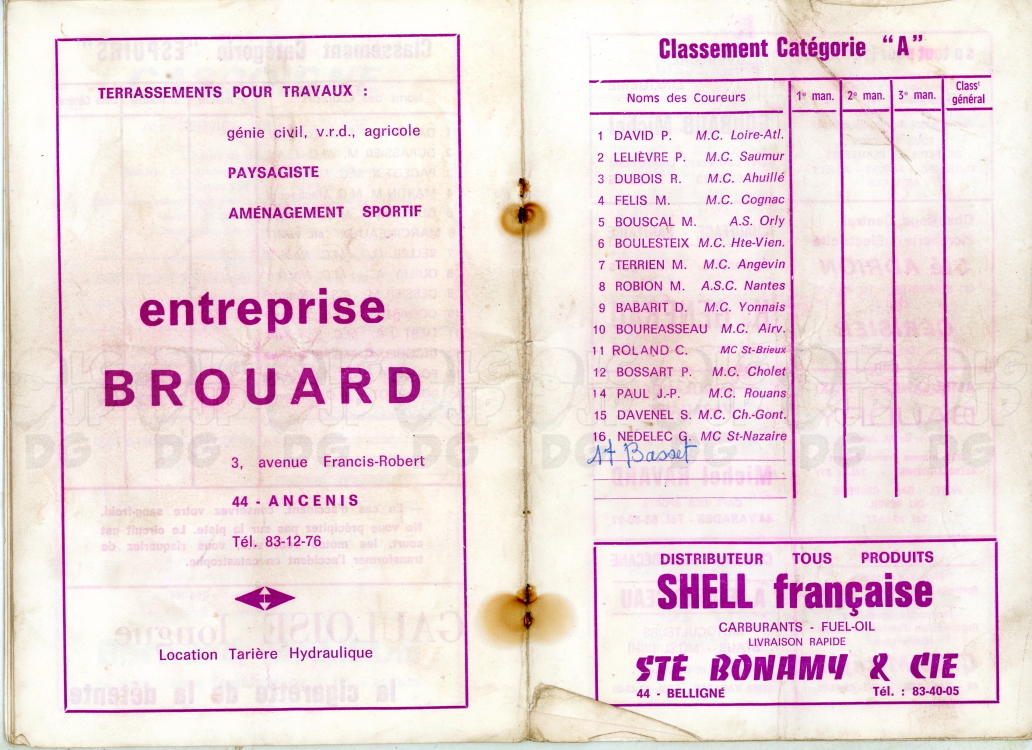 TERRASSEMENTS POUR TRAVAUX :
génie civil, v.r.d., agricole
PAYSAGISTE
AMÉNAGEMENT SPORTIF
entreprise
BROUARD
3, avenue Francis-Robert
44 - ANCENIS
Tél. 83-12-76
Location Tarière Hydraulique
Classement Catégorie "A"
Noms des Coureurs 1re man. 2e man. 3e man. Classt général
1 DAVID P. M.C. Loire-Atl.
2 LELIÈVRE P. M.C. Saumur
3 DUBOIS R. M.C. Ahuillé
4 FELIS M. M.C. Cognac
5 BOUSCAL M. A.S. Orly
6 BOULESTEIX M.C. Hte-Vien.
7 TERRIEN M. M.C. Angevin
8 ROBION M. A.S.C. Nantes
9 BABARIT D. M.C. Yonnais
10 BOUREASSEAU M.C. Airv.
11 ROLAND C. MC St-Brieux
12 BOSSART P. M.C. Cholet
14 PAUL J.-P. M.C. Rouans
15 DAVENEL S. M.C. Ch.-Gont.
16 NEDELEC G. MC St-Nazaire
17 Basset
DISTRIBUTEUR TOUS PRODUITS
SHELL française
CARBURANTS - FUEL-OIL
LIVRAISON RAPIDE
STÉ BONAMY & CIE
44 - BELLIGNÉ Tél. : 83-40-05